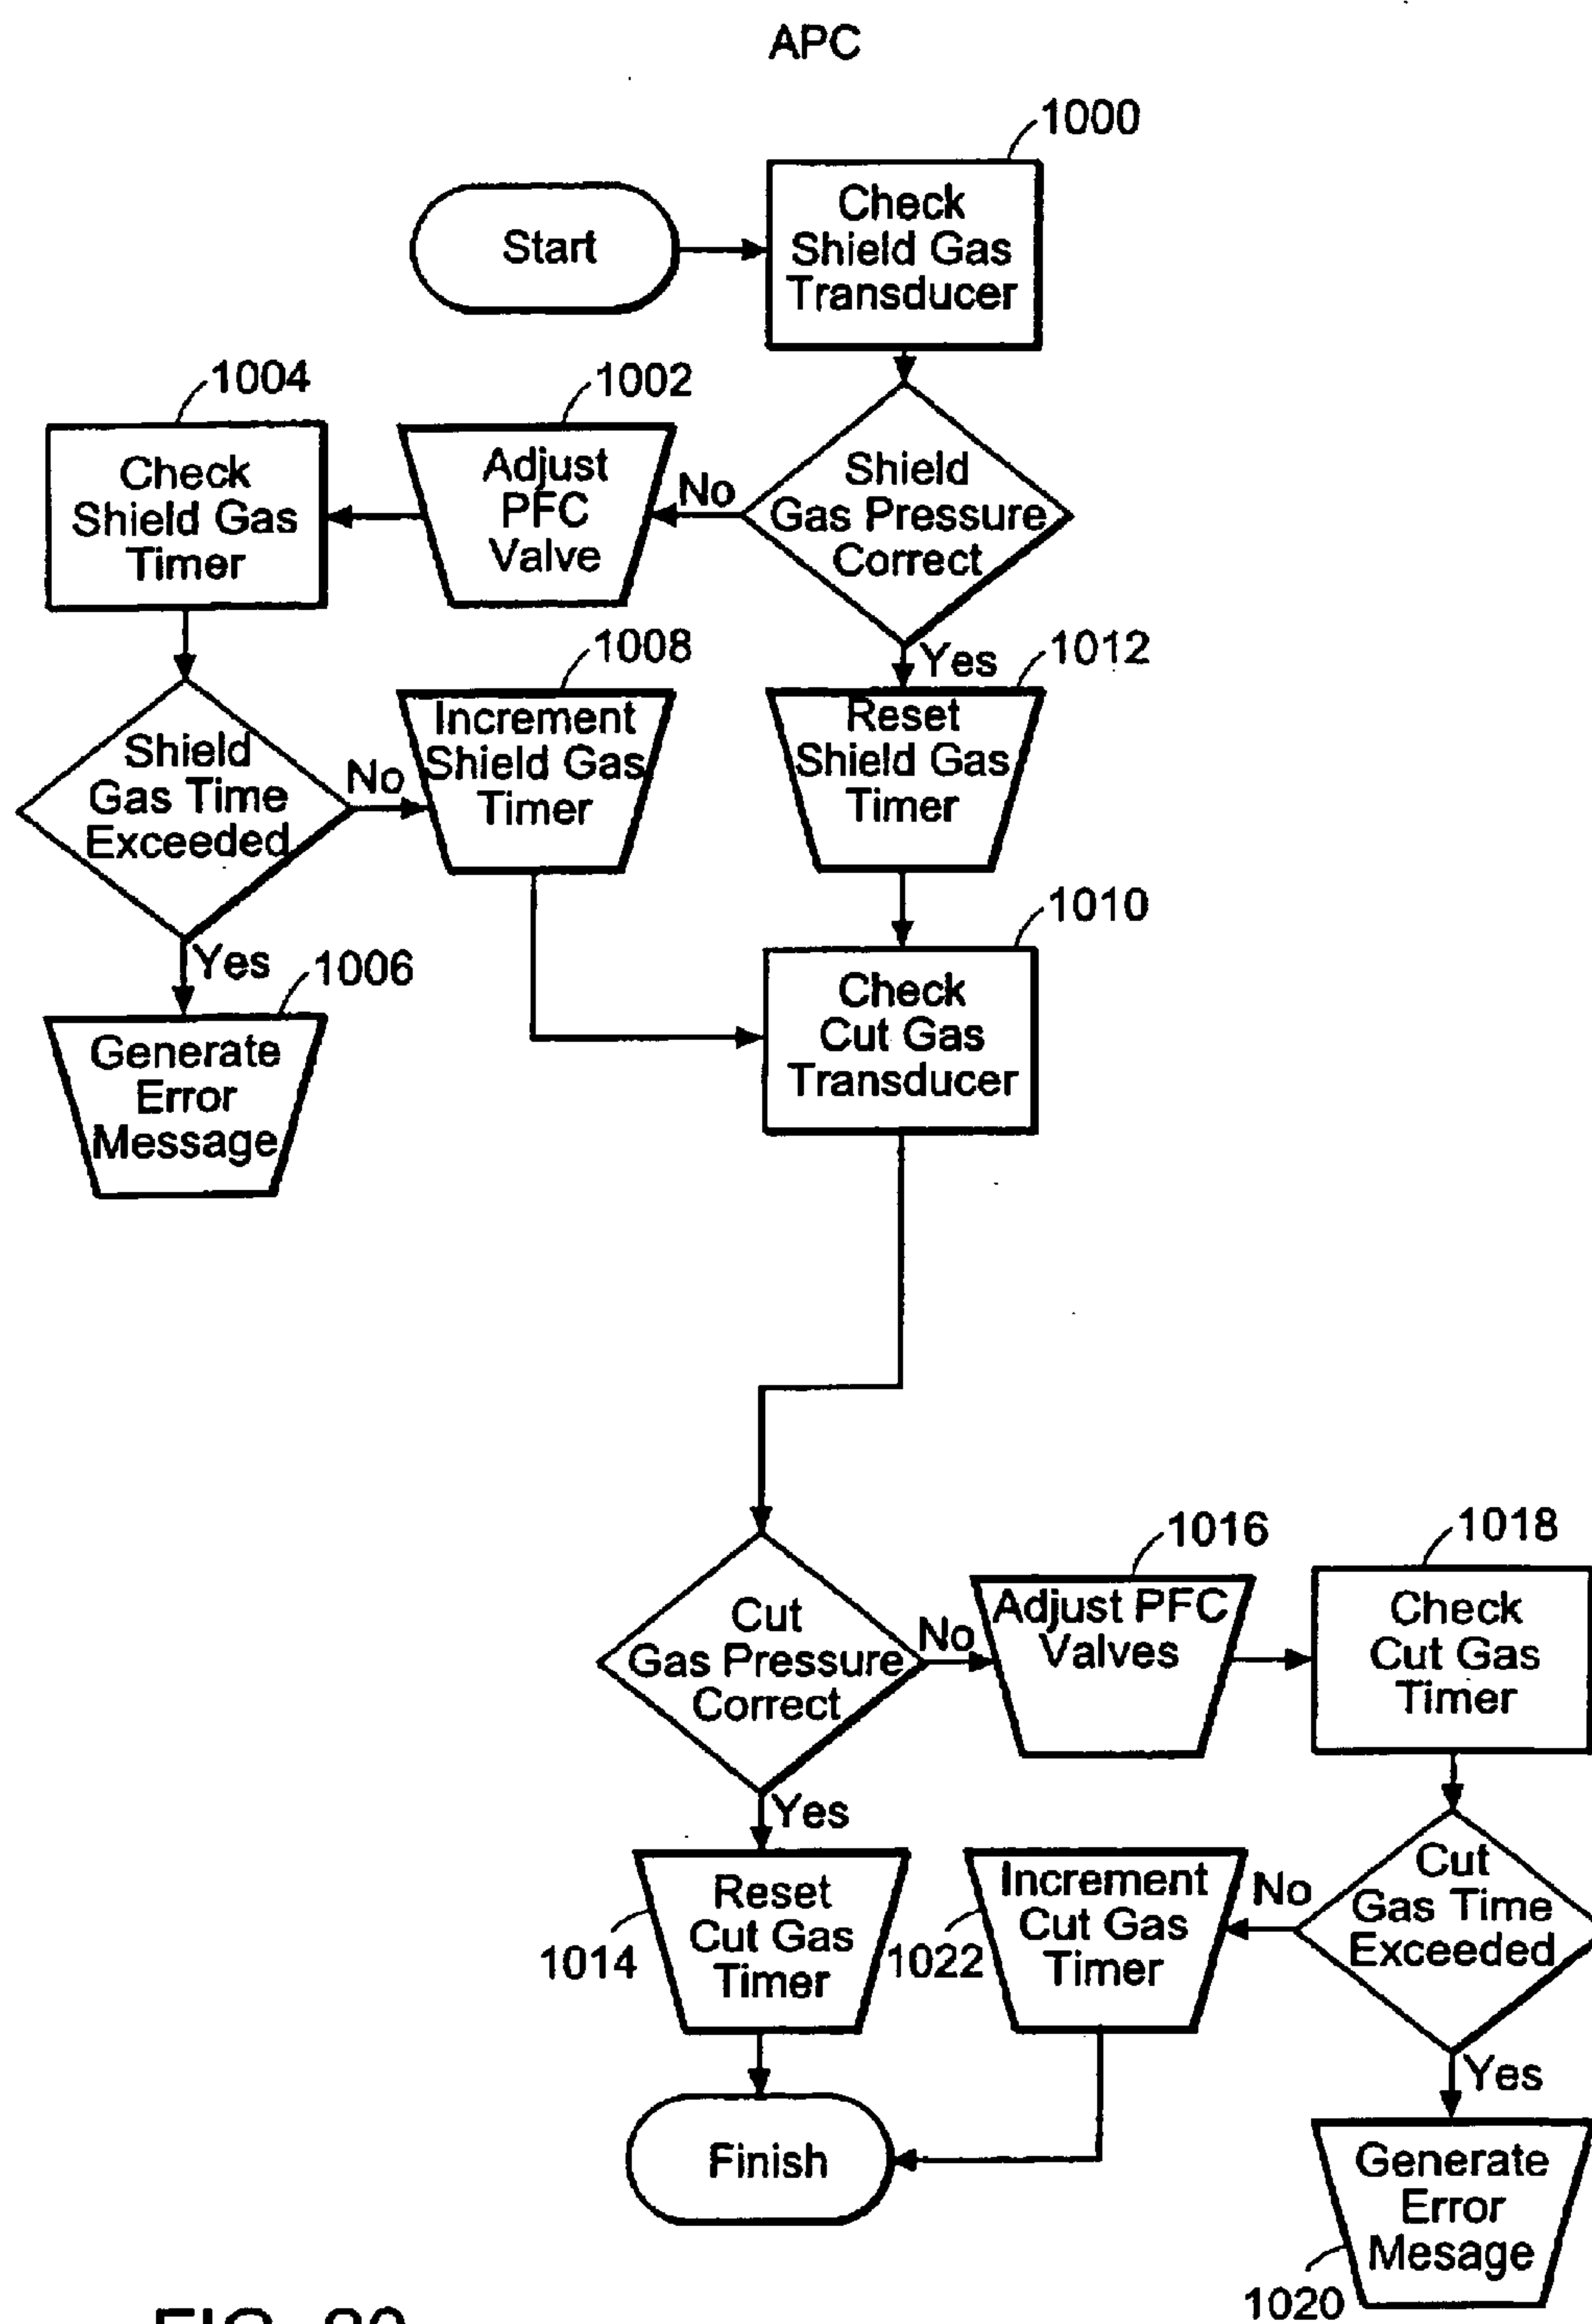 APC
1000
Start
Check
Shield Gas
Transducer
1004
1002
Check
Shield Gas
Timer
Adjust
PFC
Valve
No
Shield
Gas Pressure
Correct
1008
Yes
1012
Shield
Gas Time
Exceeded
No
Increment
Shield Gas
Timer
Reset
Shield Gas
Timer
1010
Yes
1006
Generate
Error
Message
Check
Cut Gas
Transducer
1016
1018
Cut
Gas Pressure
Correct
No
Adjust PFC
Valves
Check
Cut Gas
Timer
Yes
1014
Reset
Cut Gas
Timer
1022
Increment
Cut Gas
Timer
No
Cut
Gas Time
Exceeded
Yes
Finish
Generate
Error
Mesage
1020